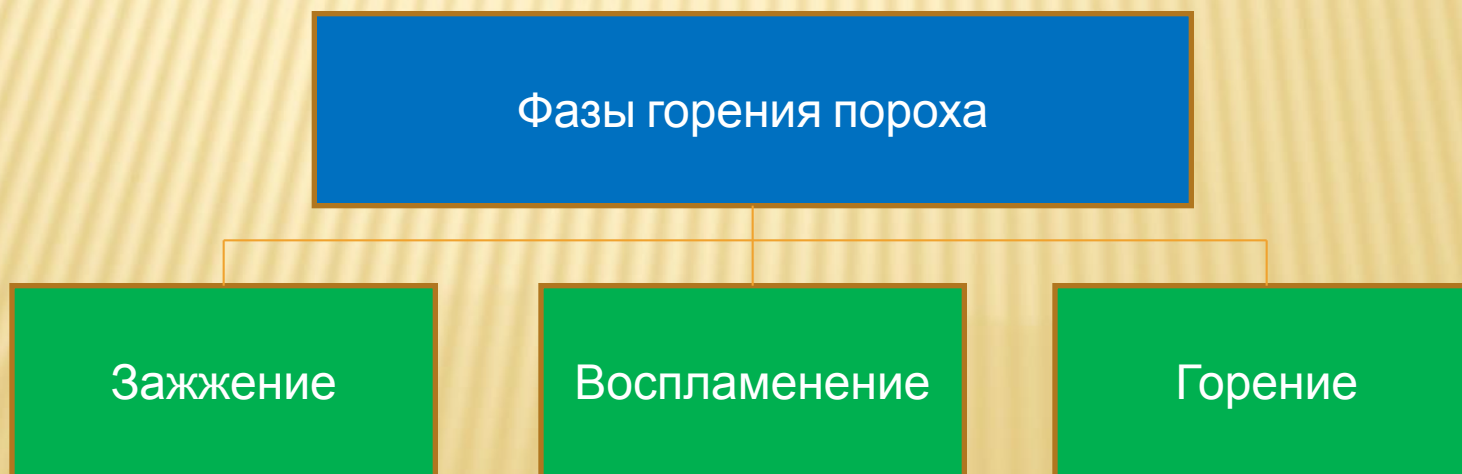 Фазы горения пороха
Зажжение
Воспламенение
Горение